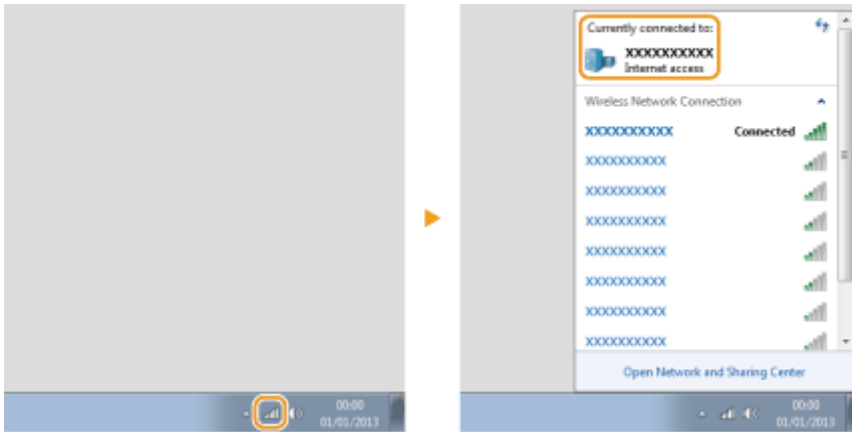 00:00
01/01/2013
Currently connected to:
XXXXXXXXXX
Internet access
Wireless Network Connection
XXXXXXXXXX Connected
XXXXXXXXXX
XXXXXXXXXX
XXXXXXXXXX
XXXXXXXXXX
XXXXXXXXXX
XXXXXXXXXX
XXXXXXXXXX
Open Network and Sharing Center
00:00
01/01/2013